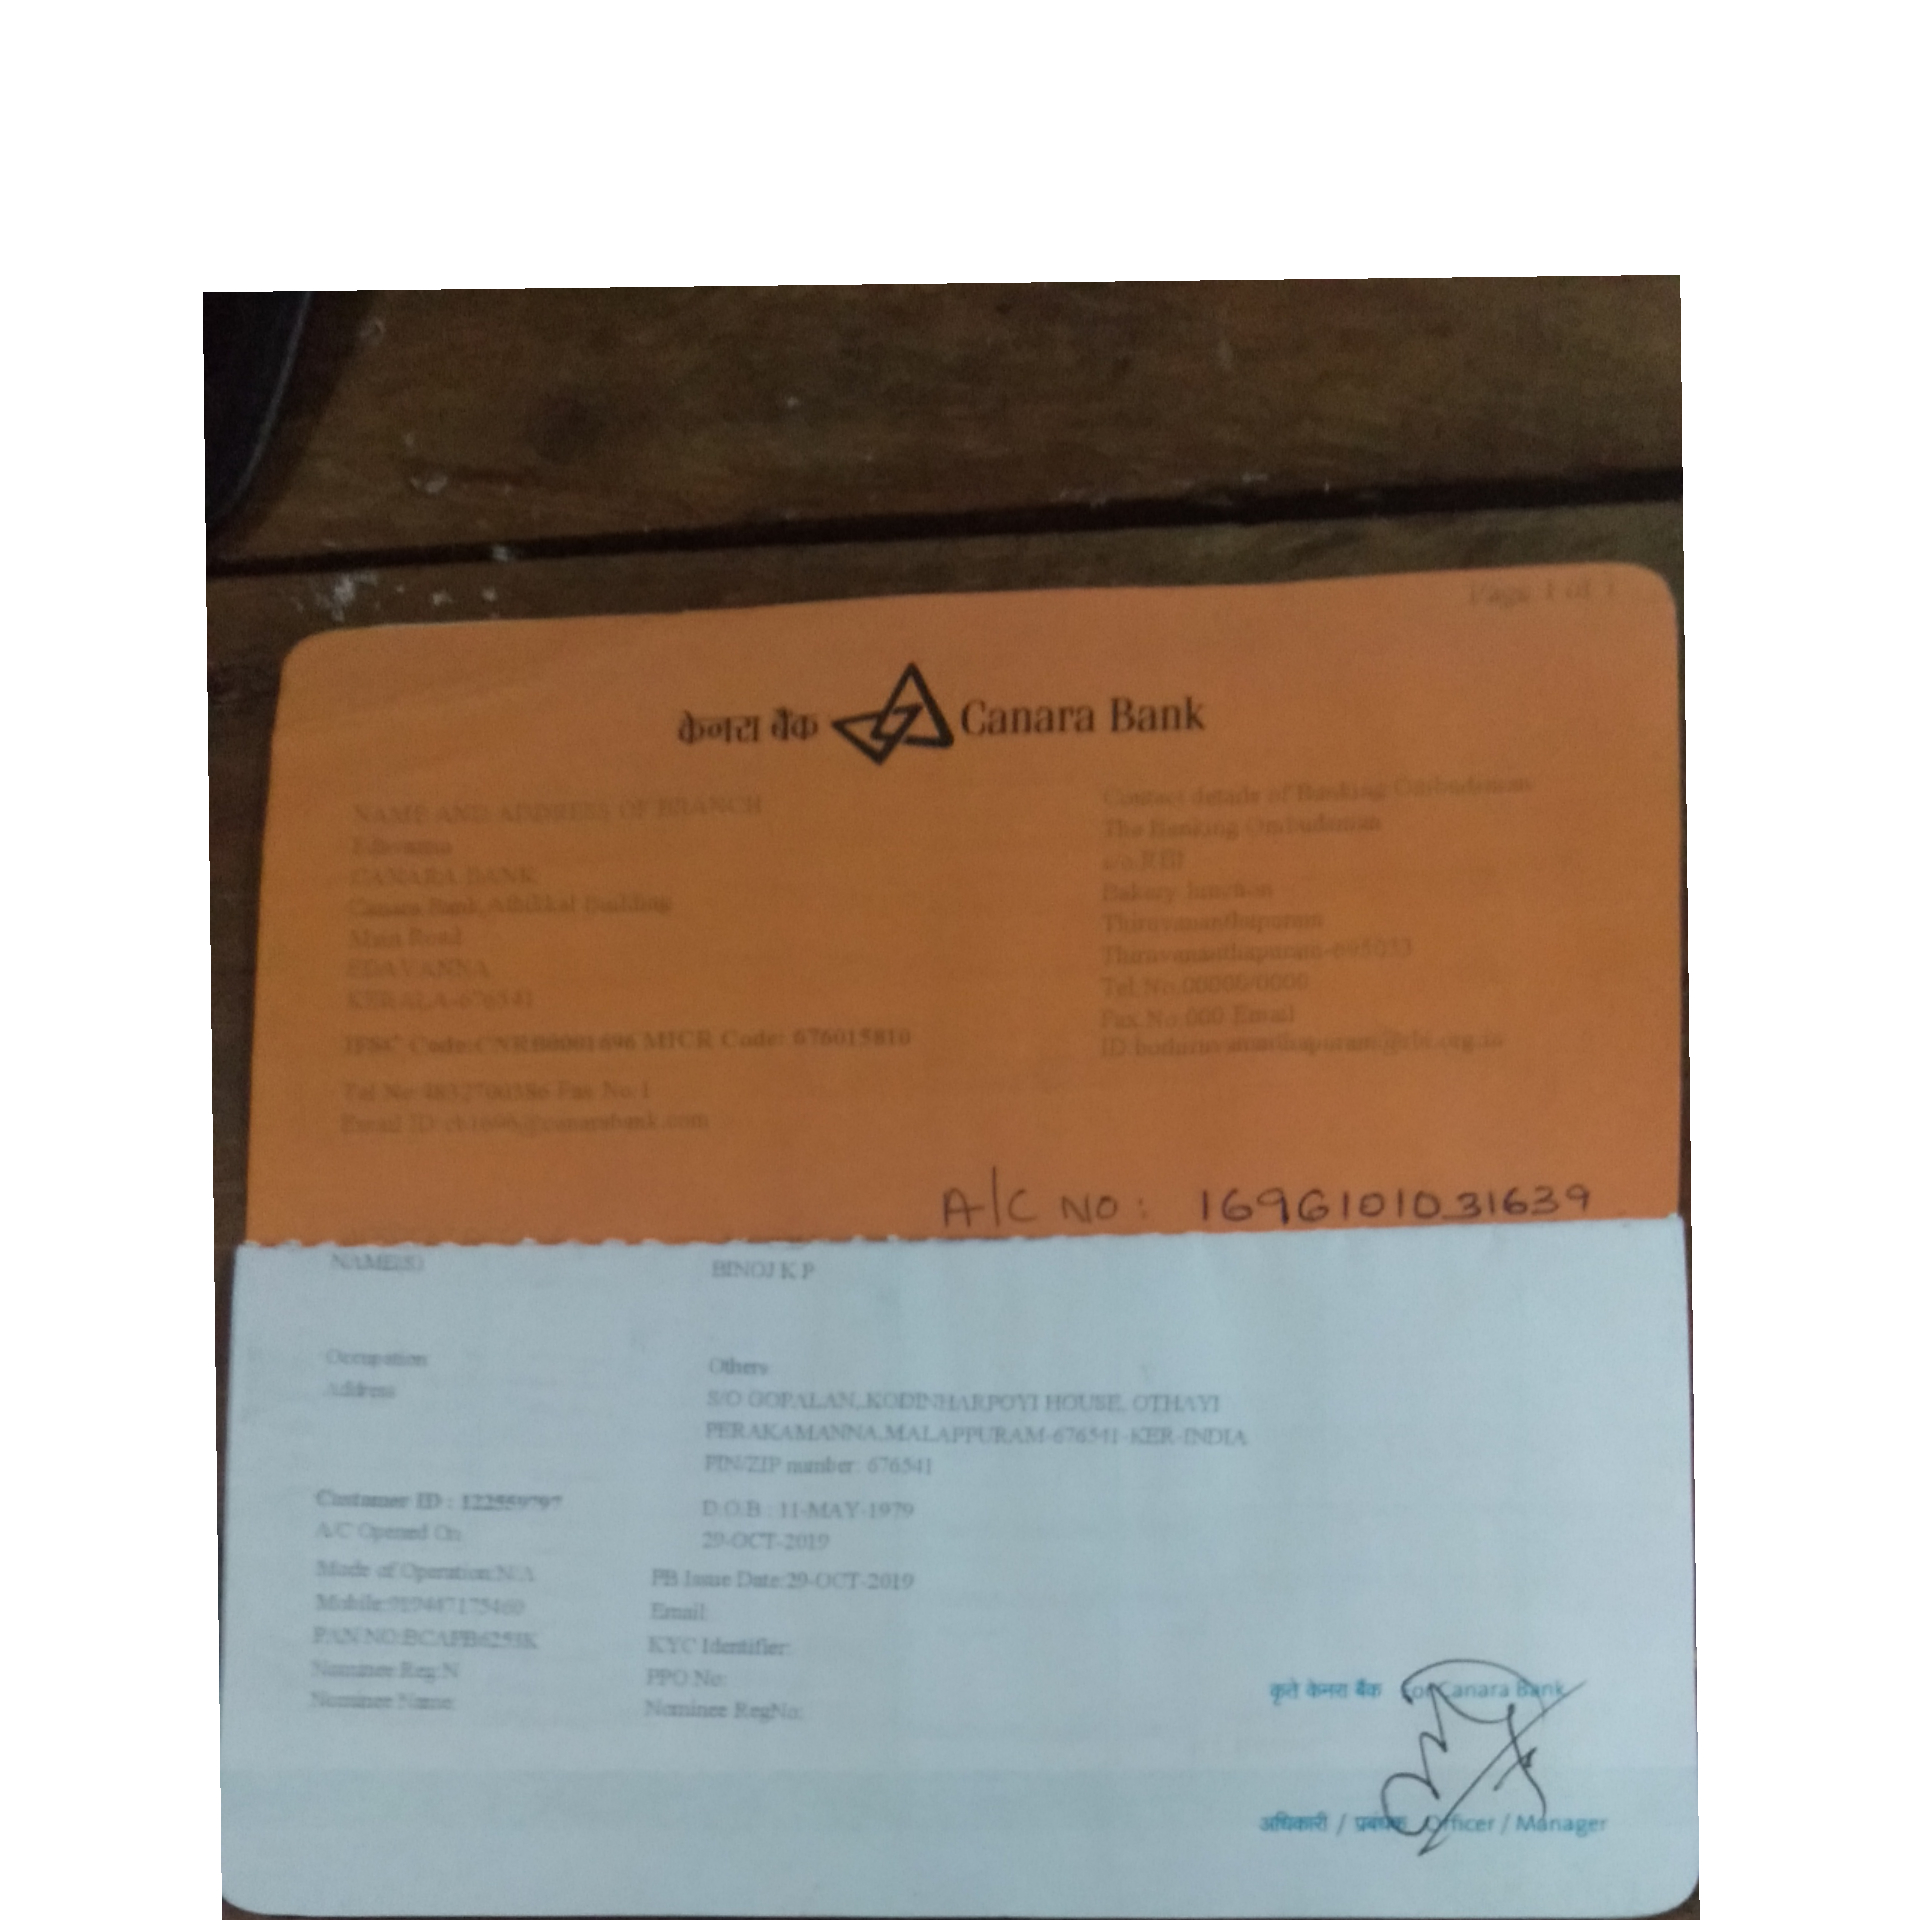 Page 1 of 1
केनरा बैंक Canara Bank
NAME AND ADDRESS OF BRANCH
Edavanna
CANARA BANK
Canara Bank,Athikkal Building
Main Road
EDAVANNA
KERALA-676541
IFSC Code:CNRB0001696 MICR Code: 676015810
Tel No: 4832700386 Fax No:1
Email ID: cb1696@canarabank.com
Contact details of Banking Ombudsman
The Banking Ombudsman
c/o.RBI
Bakery Junction
Thiruvananthapuram
Thiruvananthapuram-695033
Tel.No.00000/0000
Fax.No.000 Email
ID:bothiruvananthapuram@rbi.org.in
A/C NO: 1696101031639
NAME(S) BINOJ K P
Occupation Others
Address S/O GOPALAN,,KODINHARPOYI HOUSE, OTHAYI
PERAKAMANNA,MALAPPURAM-676541-KER-INDIA
PIN/ZIP number: 676541
Customer ID : 122559797 D.O.B : 11-MAY-1979
A/C Opened On 29-OCT-2019
Mode of Operation:N/A PB Issue Date:29-OCT-2019
Mobile:919447175460 Email:
PAN NO: KYC Identifier:
Nominee Reg:N PPO No:
Nominee Name: Nominee RegNo:
कृते केनरा बैंक For Canara Bank
अधिकारी / प्रबंधक Officer / Manager